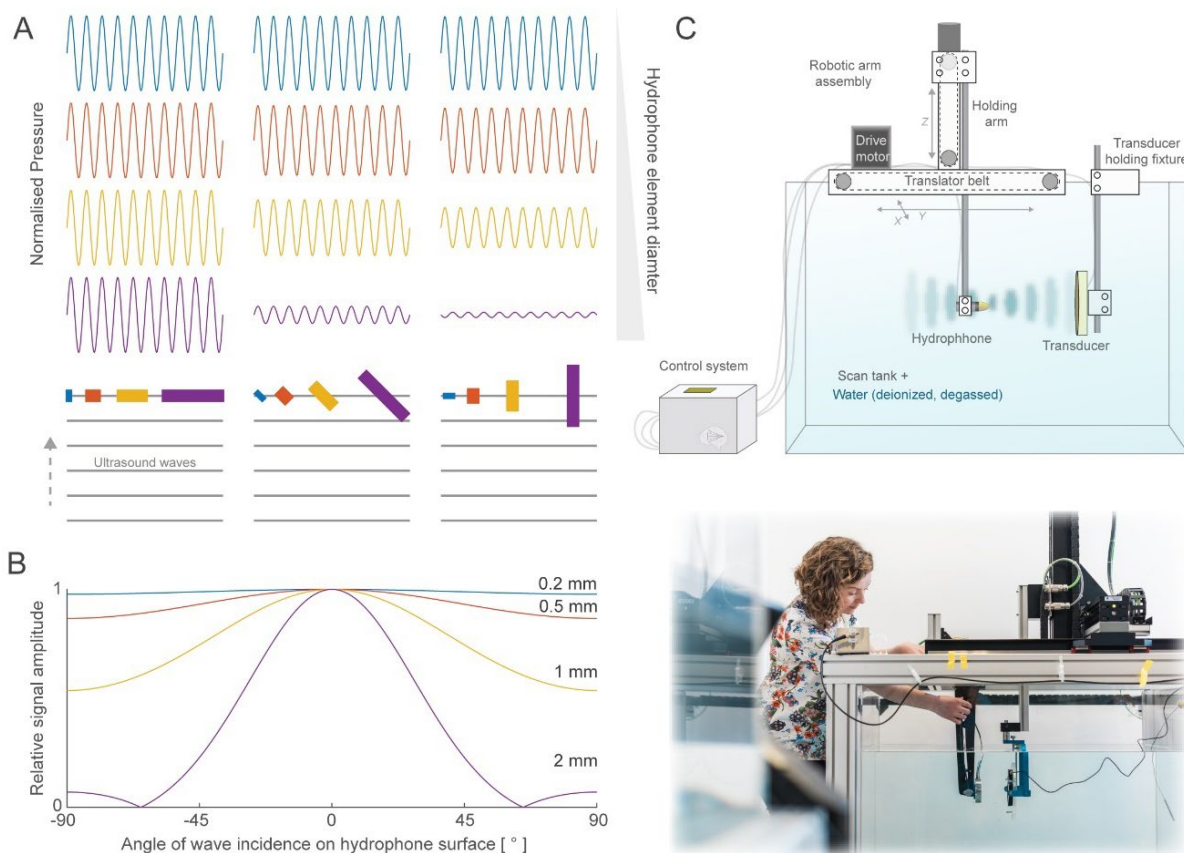 A
Normalised Pressure
Ultrasound waves
Hydrophone element diamter
B
Relative signal amplitude
1
0
0.2 mm
0.5 mm
1 mm
2 mm
-90
-45
0
45
90
Angle of wave incidence on hydrophone surface [ ° ]
C
Robotic arm
assembly
Z
Holding
arm
Drive
motor
Transducer
holding fixture
Translator belt
X
Y
Hydrophhone
Transducer
Control system
Scan tank +
Water (deionized, degassed)